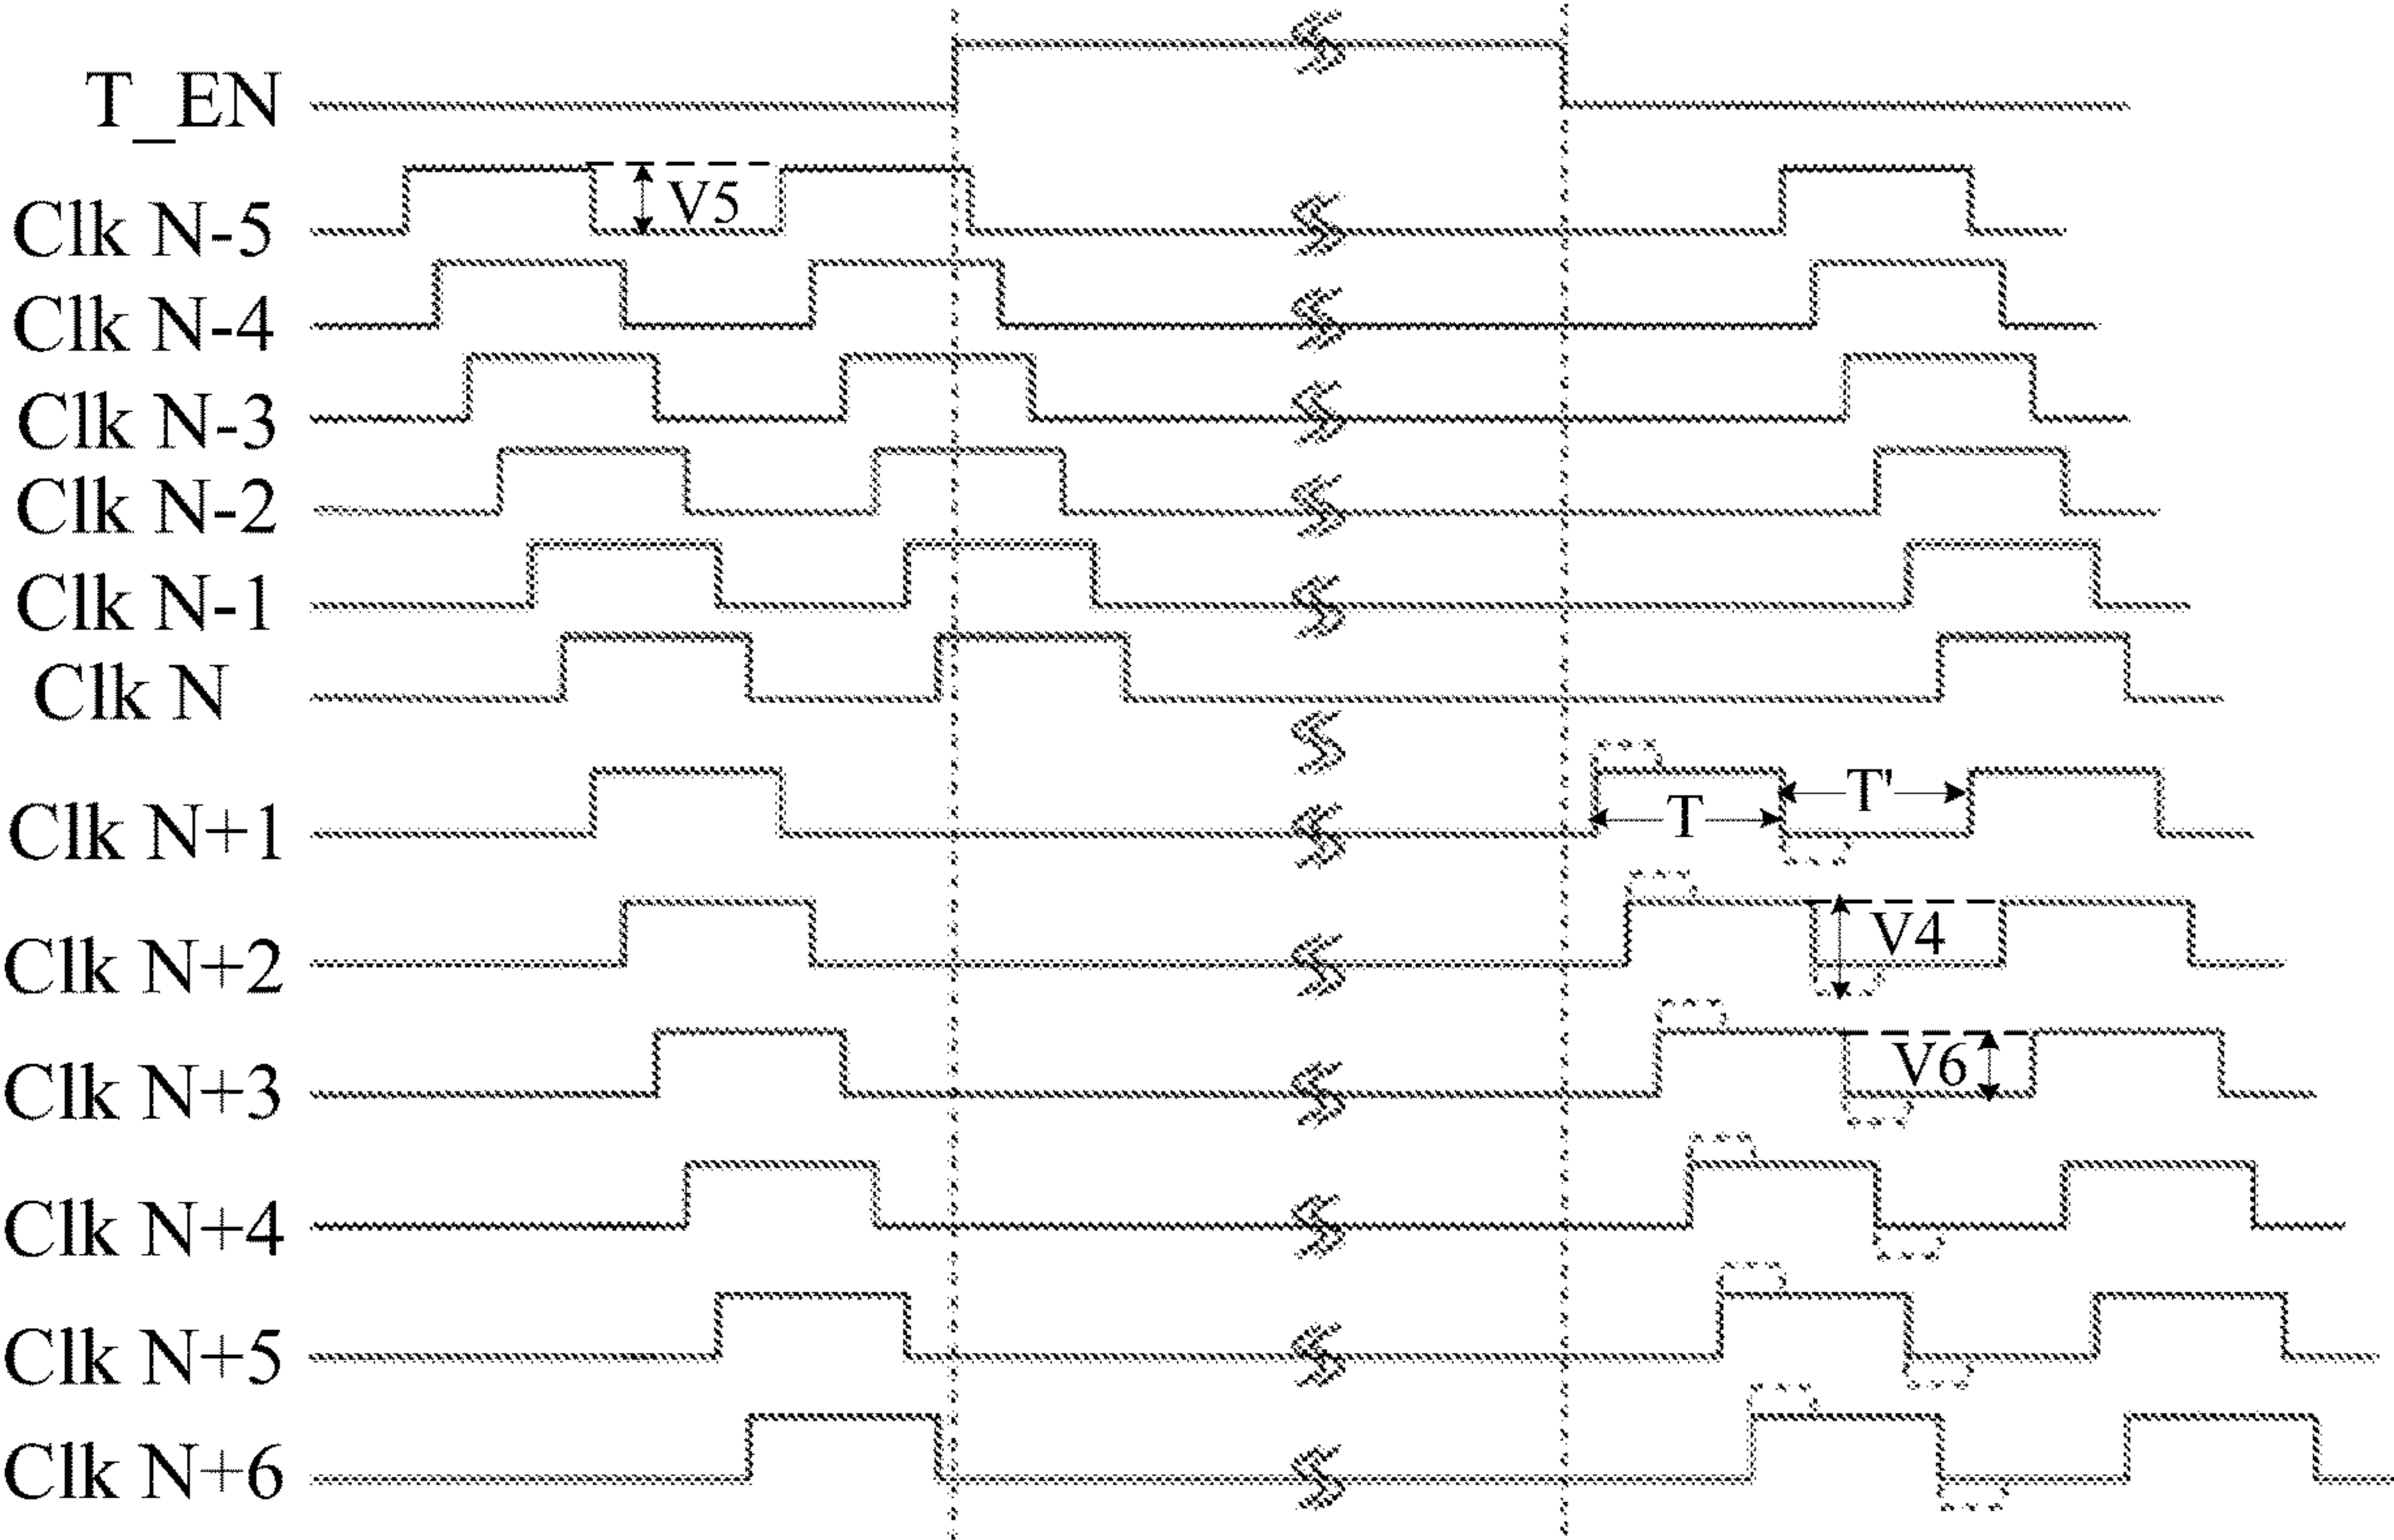 T_EN
V5
Clk N-5
Clk N-4
Clk N-3
Clk N-2
Clk N-1
Clk N
T T'
Clk N+1
V4
Clk N+2
V6
Clk N+3
Clk N+4
Clk N+5
Clk N+6